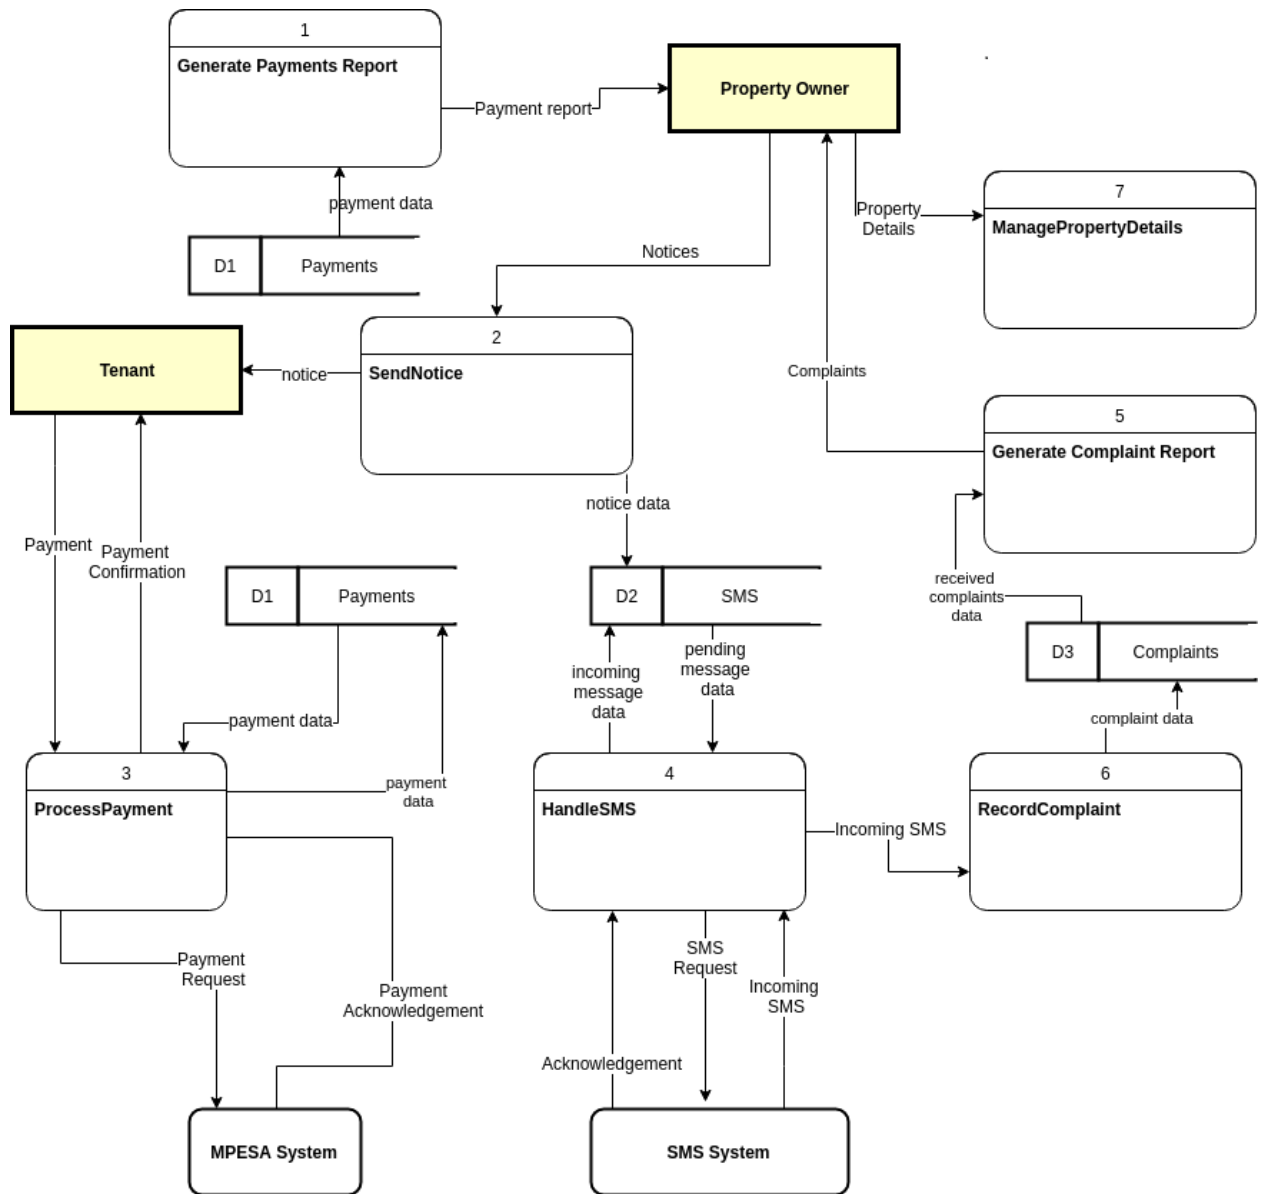 1
Generate Payments Report
Property Owner
Payment report
payment data
7
ManagePropertyDetails
Property
Details
D1
Payments
Notices
2
SendNotice
Tenant
notice
Complaints
5
Generate Complaint Report
notice data
Payment
Payment
Confirmation
D1
Payments
D2
SMS
received
complaints
data
D3
Complaints
incoming
message
data
pending
message
data
payment data
complaint data
3
ProcessPayment
payment
data
4
HandleSMS
Incoming SMS
6
RecordComplaint
Payment
Request
Payment
Acknowledgement
SMS
Request
Incoming
SMS
Acknowledgement
MPESA System
SMS System